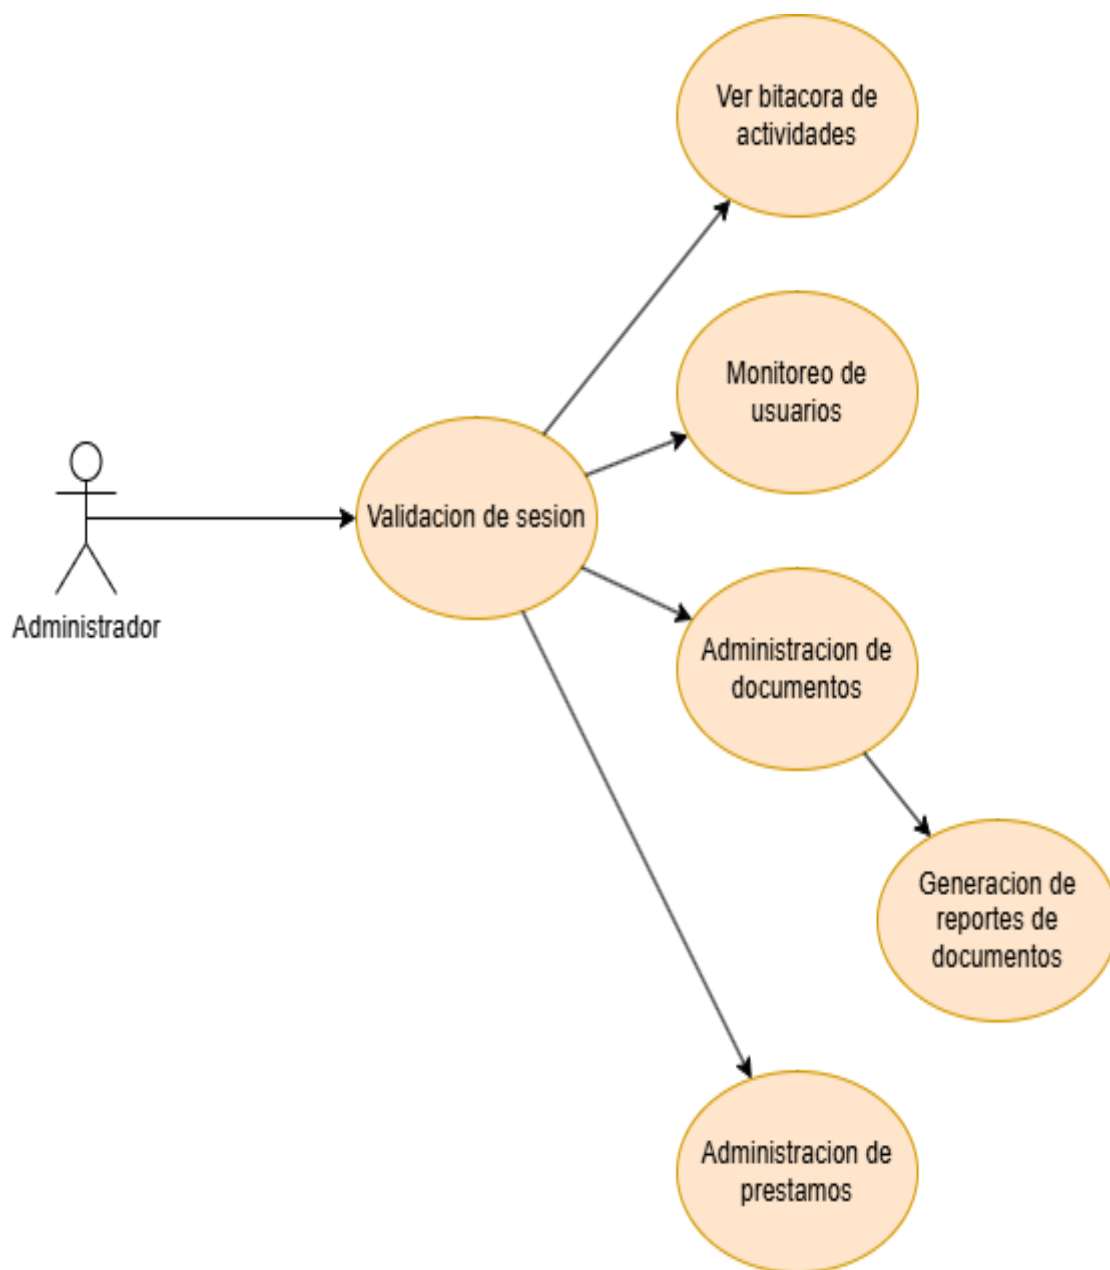 Ver bitacora de
actividades
Monitoreo de
usuarios
Validacion de sesion
Administrador
Administracion de
documentos
Generacion de
reportes de
documentos
Administracion de
prestamos